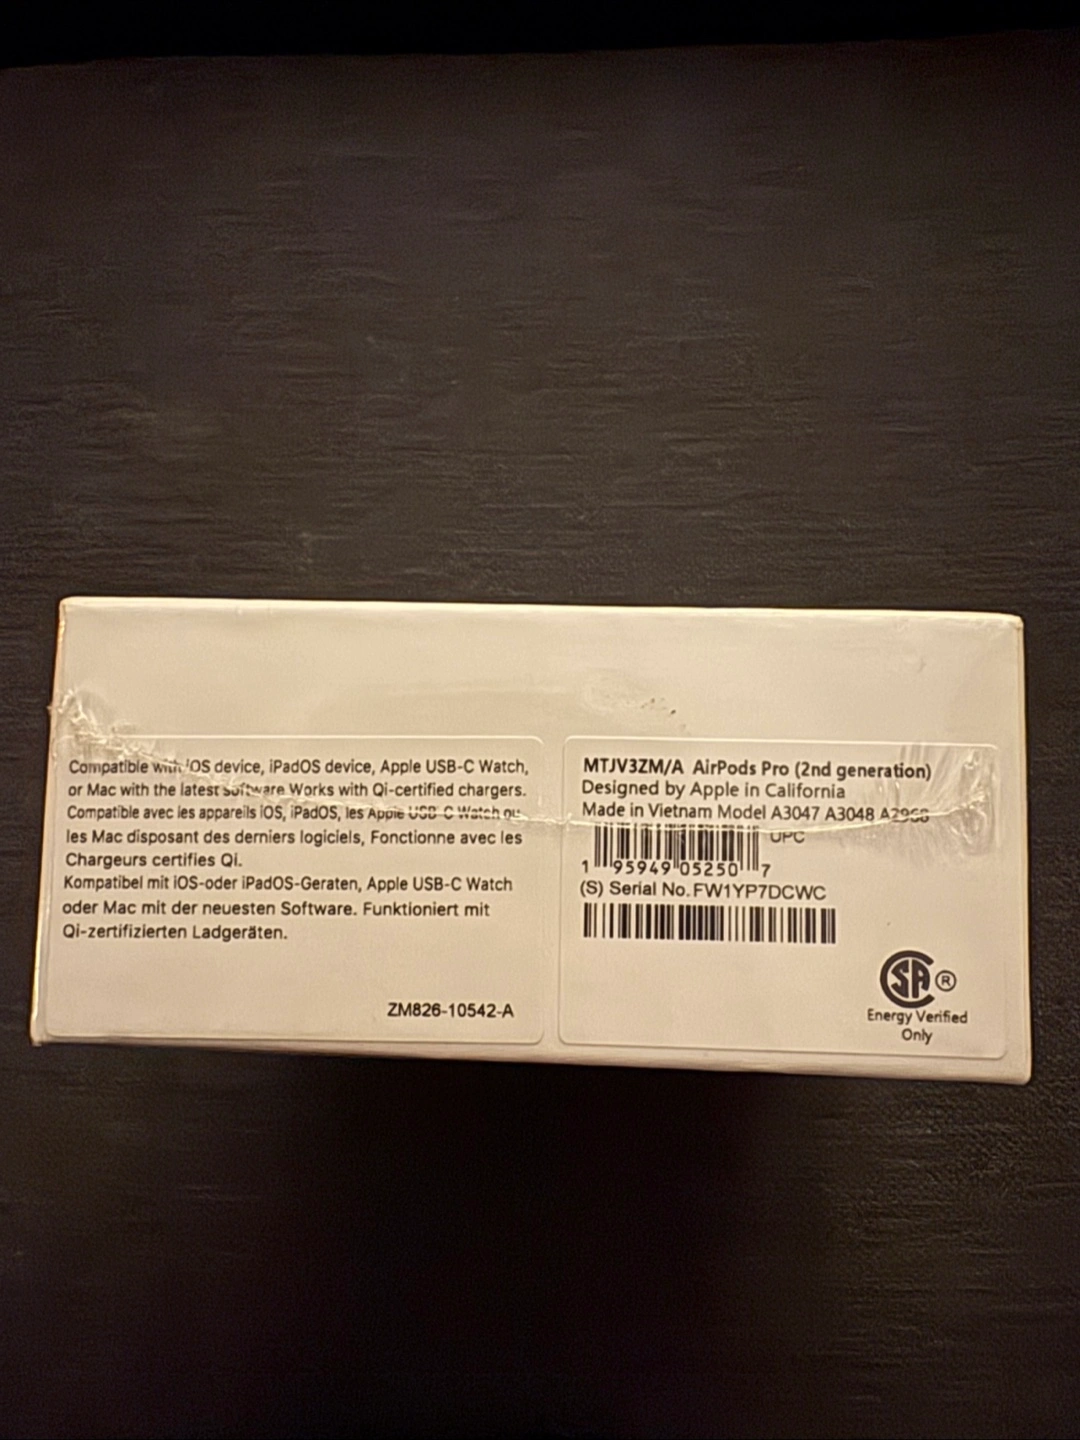 Compatible with iOS device, iPadOS device, Apple USB-C Watch,
or Mac with the latest software Works with Qi-certified chargers.
Compatible avec les appareils iOS, iPadOS, les Apple USB-C Watch ou
les Mac disposant des derniers logiciels, Fonctionne avec les
Chargeurs certifies Qi.
Kompatibel mit iOS-oder iPadOS-Geraten, Apple USB-C Watch
oder Mac mit der neuesten Software. Funktioniert mit
Qi-zertifizierten Ladgeräten.
ZM826-10542-A
MTJV3ZM/A AirPods Pro (2nd generation)
Designed by Apple in California
Made in Vietnam Model A3047 A3048 A2968
UPC
1 95949 05250 7
(S) Serial No. FW1YP7DCWC
SA ®
Energy Verified
Only